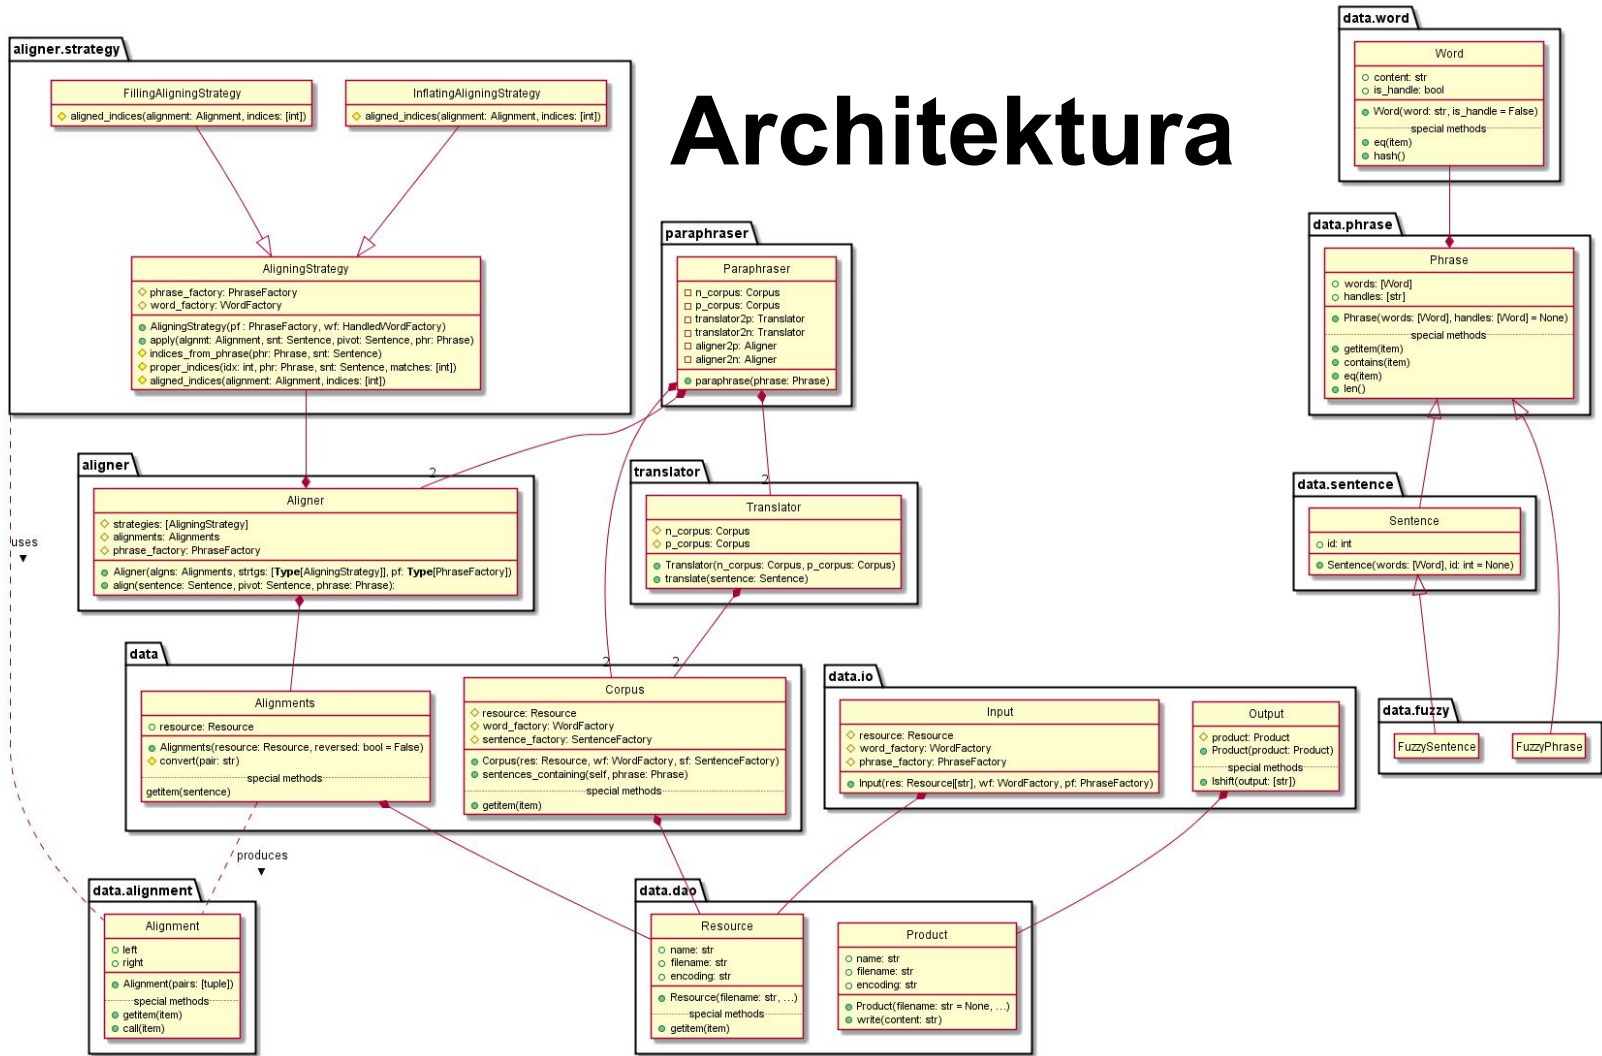 Architektura
aligner.strategy
FillingAligningStrategy
aligned_indices(alignment: Alignment, indices: [int])
InflatingAligningStrategy
aligned_indices(alignment: Alignment, indices: [int])
AligningStrategy
phrase_factory: PhraseFactory
word_factory: WordFactory
AligningStrategy(pf : PhraseFactory, wf: HandledWordFactory)
apply(algnmt: Alignment, snt: Sentence, pivot: Sentence, phr: Phrase)
indices_from_phrase(phr: Phrase, snt: Sentence)
proper_indices(idx: int, phr: Phrase, snt: Sentence, matches: [int])
aligned_indices(alignment: Alignment, indices: [int])
paraphraser
Paraphraser
n_corpus: Corpus
p_corpus: Corpus
translator2p: Translator
translator2n: Translator
aligner2p: Aligner
aligner2n: Aligner
paraphrase(phrase: Phrase)
data.word
Word
content: str
is_handle: bool
Word(word: str, is_handle = False)
special methods
eq(item)
hash()
data.phrase
Phrase
words: [Word]
handles: [str]
Phrase(words: [Word], handles: [Word] = None)
special methods
getitem(item)
contains(item)
eq(item)
len()
aligner
2
Aligner
strategies: [AligningStrategy]
alignments: Alignments
phrase_factory: PhraseFactory
Aligner(algns: Alignments, strtgs: [Type[AligningStrategy]], pf: Type[PhraseFactory])
align(sentence: Sentence, pivot: Sentence, phrase: Phrase):
uses
translator
2
Translator
n_corpus: Corpus
p_corpus: Corpus
Translator(n_corpus: Corpus, p_corpus: Corpus)
translate(sentence: Sentence)
data.sentence
Sentence
id: int
Sentence(words: [Word], id: int = None)
data
2
2
Alignments
resource: Resource
Alignments(resource: Resource, reversed: bool = False)
convert(pair: str)
special methods
getitem(sentence)
Corpus
resource: Resource
word_factory: WordFactory
sentence_factory: SentenceFactory
Corpus(res: Resource, wf: WordFactory, sf: SentenceFactory)
sentences_containing(self, phrase: Phrase)
special methods
getitem(item)
data.io
Input
resource: Resource
word_factory: WordFactory
phrase_factory: PhraseFactory
Input(res: Resource[str], wf: WordFactory, pf: PhraseFactory)
Output
product: Product
Product(product: Product)
special methods
lshift(output: [str])
data.fuzzy
FuzzySentence
FuzzyPhrase
produces
data.alignment
Alignment
left
right
Alignment(pairs: [tuple])
special methods
getitem(item)
call(item)
data.dao
Resource
name: str
filename: str
encoding: str
Resource(filename: str, ...)
special methods
getitem(item)
Product
name: str
filename: str
encoding: str
Product(filename: str = None, ...)
write(content: str)